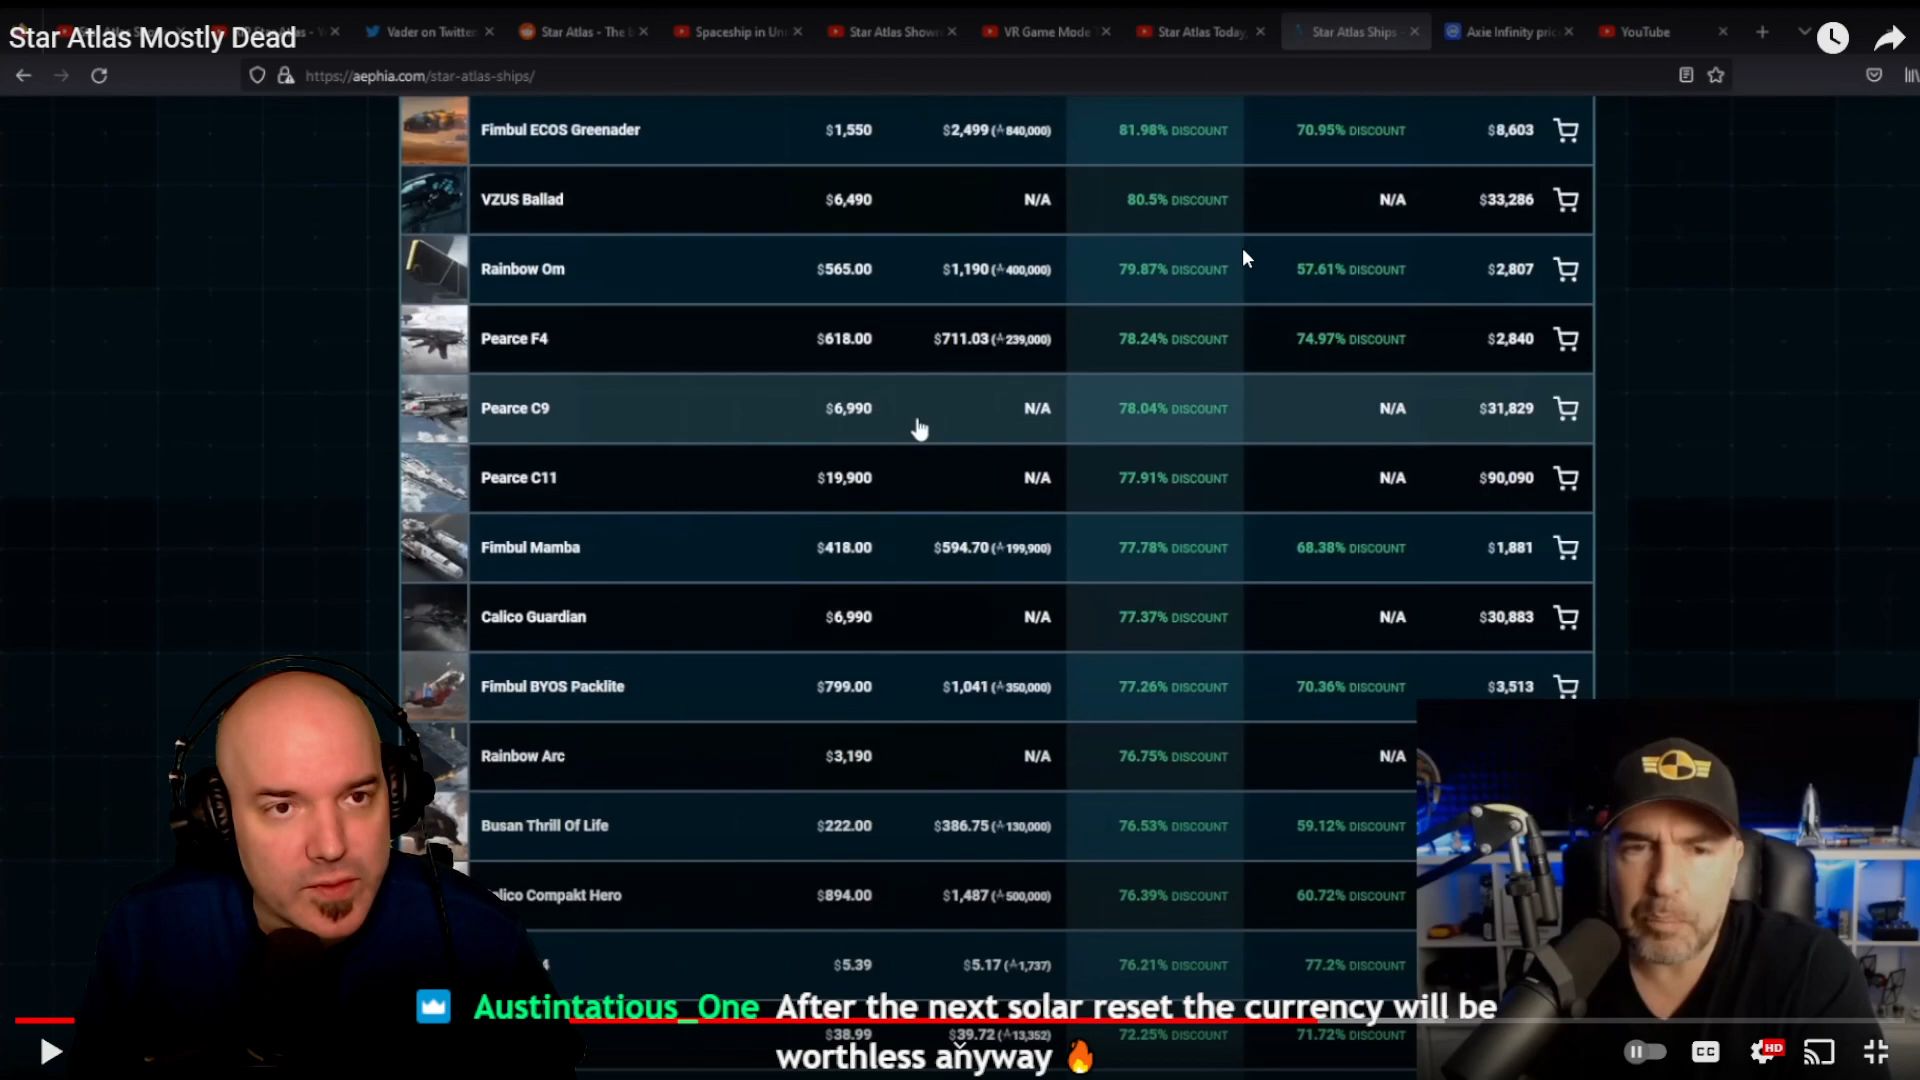 Star Atlas Mostly Dead
Vader on Twitter
Star Atlas - The b
Spaceship in Un
Star Atlas Shown
VR Game Mode
Star Atlas Today,
Star Atlas Ships -
Axie Infinity pric
YouTube
https://aephia.com/star-atlas-ships/
Fimbul ECOS Greenader $1,550 $2,499 (840,000) 81.98% DISCOUNT 70.95% DISCOUNT $8,603
VZUS Ballad $6,490 N/A 80.5% DISCOUNT N/A $33,286
Rainbow Om $565.00 $1,190 (400,000) 79.87% DISCOUNT 57.61% DISCOUNT $2,807
Pearce F4 $618.00 $711.03 (239,000) 78.24% DISCOUNT 74.97% DISCOUNT $2,840
Pearce C9 $6,990 N/A 78.04% DISCOUNT N/A $31,829
Pearce C11 $19,900 N/A 77.91% DISCOUNT N/A $90,090
Fimbul Mamba $418.00 $594.70 (199,900) 77.78% DISCOUNT 68.38% DISCOUNT $1,881
Calico Guardian $6,990 N/A 77.37% DISCOUNT N/A $30,883
Fimbul BYOS Packlite $799.00 $1,041 (350,000) 77.26% DISCOUNT 70.36% DISCOUNT $3,513
Rainbow Arc $3,190 N/A 76.75% DISCOUNT N/A
Busan Thrill Of Life $222.00 $386.75 (130,000) 76.53% DISCOUNT 59.12% DISCOUNT
lico Compakt Hero $894.00 $1,487 (500,000) 76.39% DISCOUNT 60.72% DISCOUNT
4 $5.39 $5.17 (1,737) 76.21% DISCOUNT 77.2% DISCOUNT
Austintatious_One After the next solar reset the currency will be
$38.99 $39.72 (13,352) 72.25% DISCOUNT 71.72% DISCOUNT
worthless anyway 🔥
CC
HD